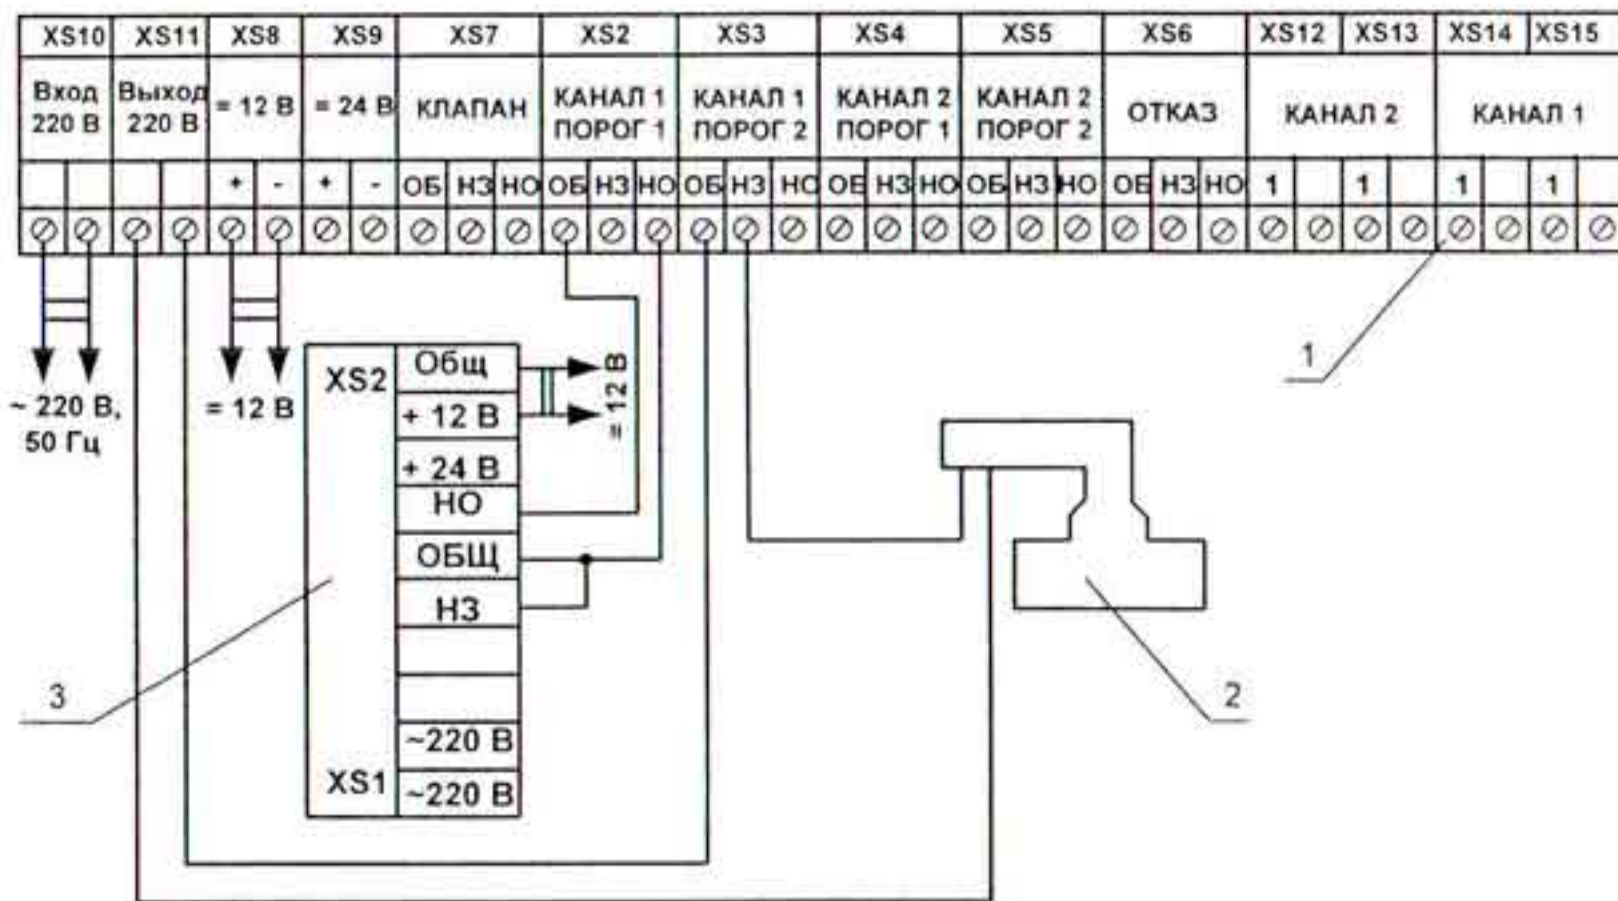 XS10 XS11 XS8 XS9 XS7 XS2 XS3 XS4 XS5 XS6 XS12 XS13 XS14 XS15
Вход Выход = 12 В = 24 В КЛАПАН КАНАЛ 1 КАНАЛ 1 КАНАЛ 2 КАНАЛ 2 ОТКАЗ КАНАЛ 2 КАНАЛ 1
220 В 220 В ПОРОГ 1 ПОРОГ 2 ПОРОГ 1 ПОРОГ 2
+ - + - ОБ НЗ НО ОБ НЗ НО ОБ НЗ НО ОБ НЗ НО ОБ НЗ НО ОБ НЗ НО 1 1 1 1
1
~ 220 В,
50 Гц
= 12 В
XS2
Общ
+ 12 В
= 12 В
+ 24 В
НО
ОБЩ
НЗ
3
2
~220 В
XS1
~220 В